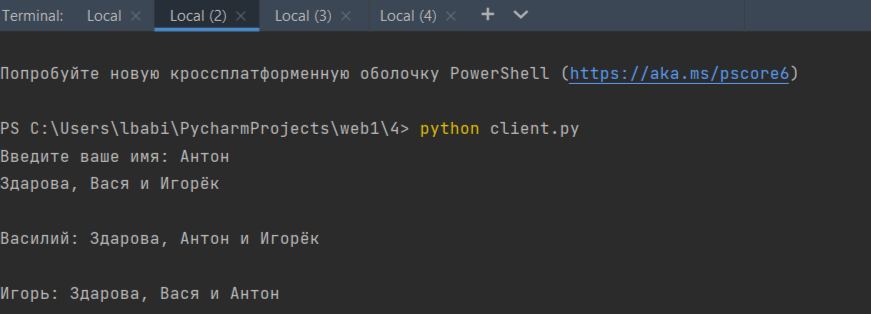 Terminal: Local Local (2) Local (3) Local (4)
Попробуйте новую кроссплатформенную оболочку PowerShell (https://aka.ms/pscore6)
PS C:\Users\lbabi\PycharmProjects\web1\4> python client.py
Введите ваше имя: Антон
Здарова, Вася и Игорёк
Василий: Здарова, Антон и Игорёк
Игорь: Здарова, Вася и Антон